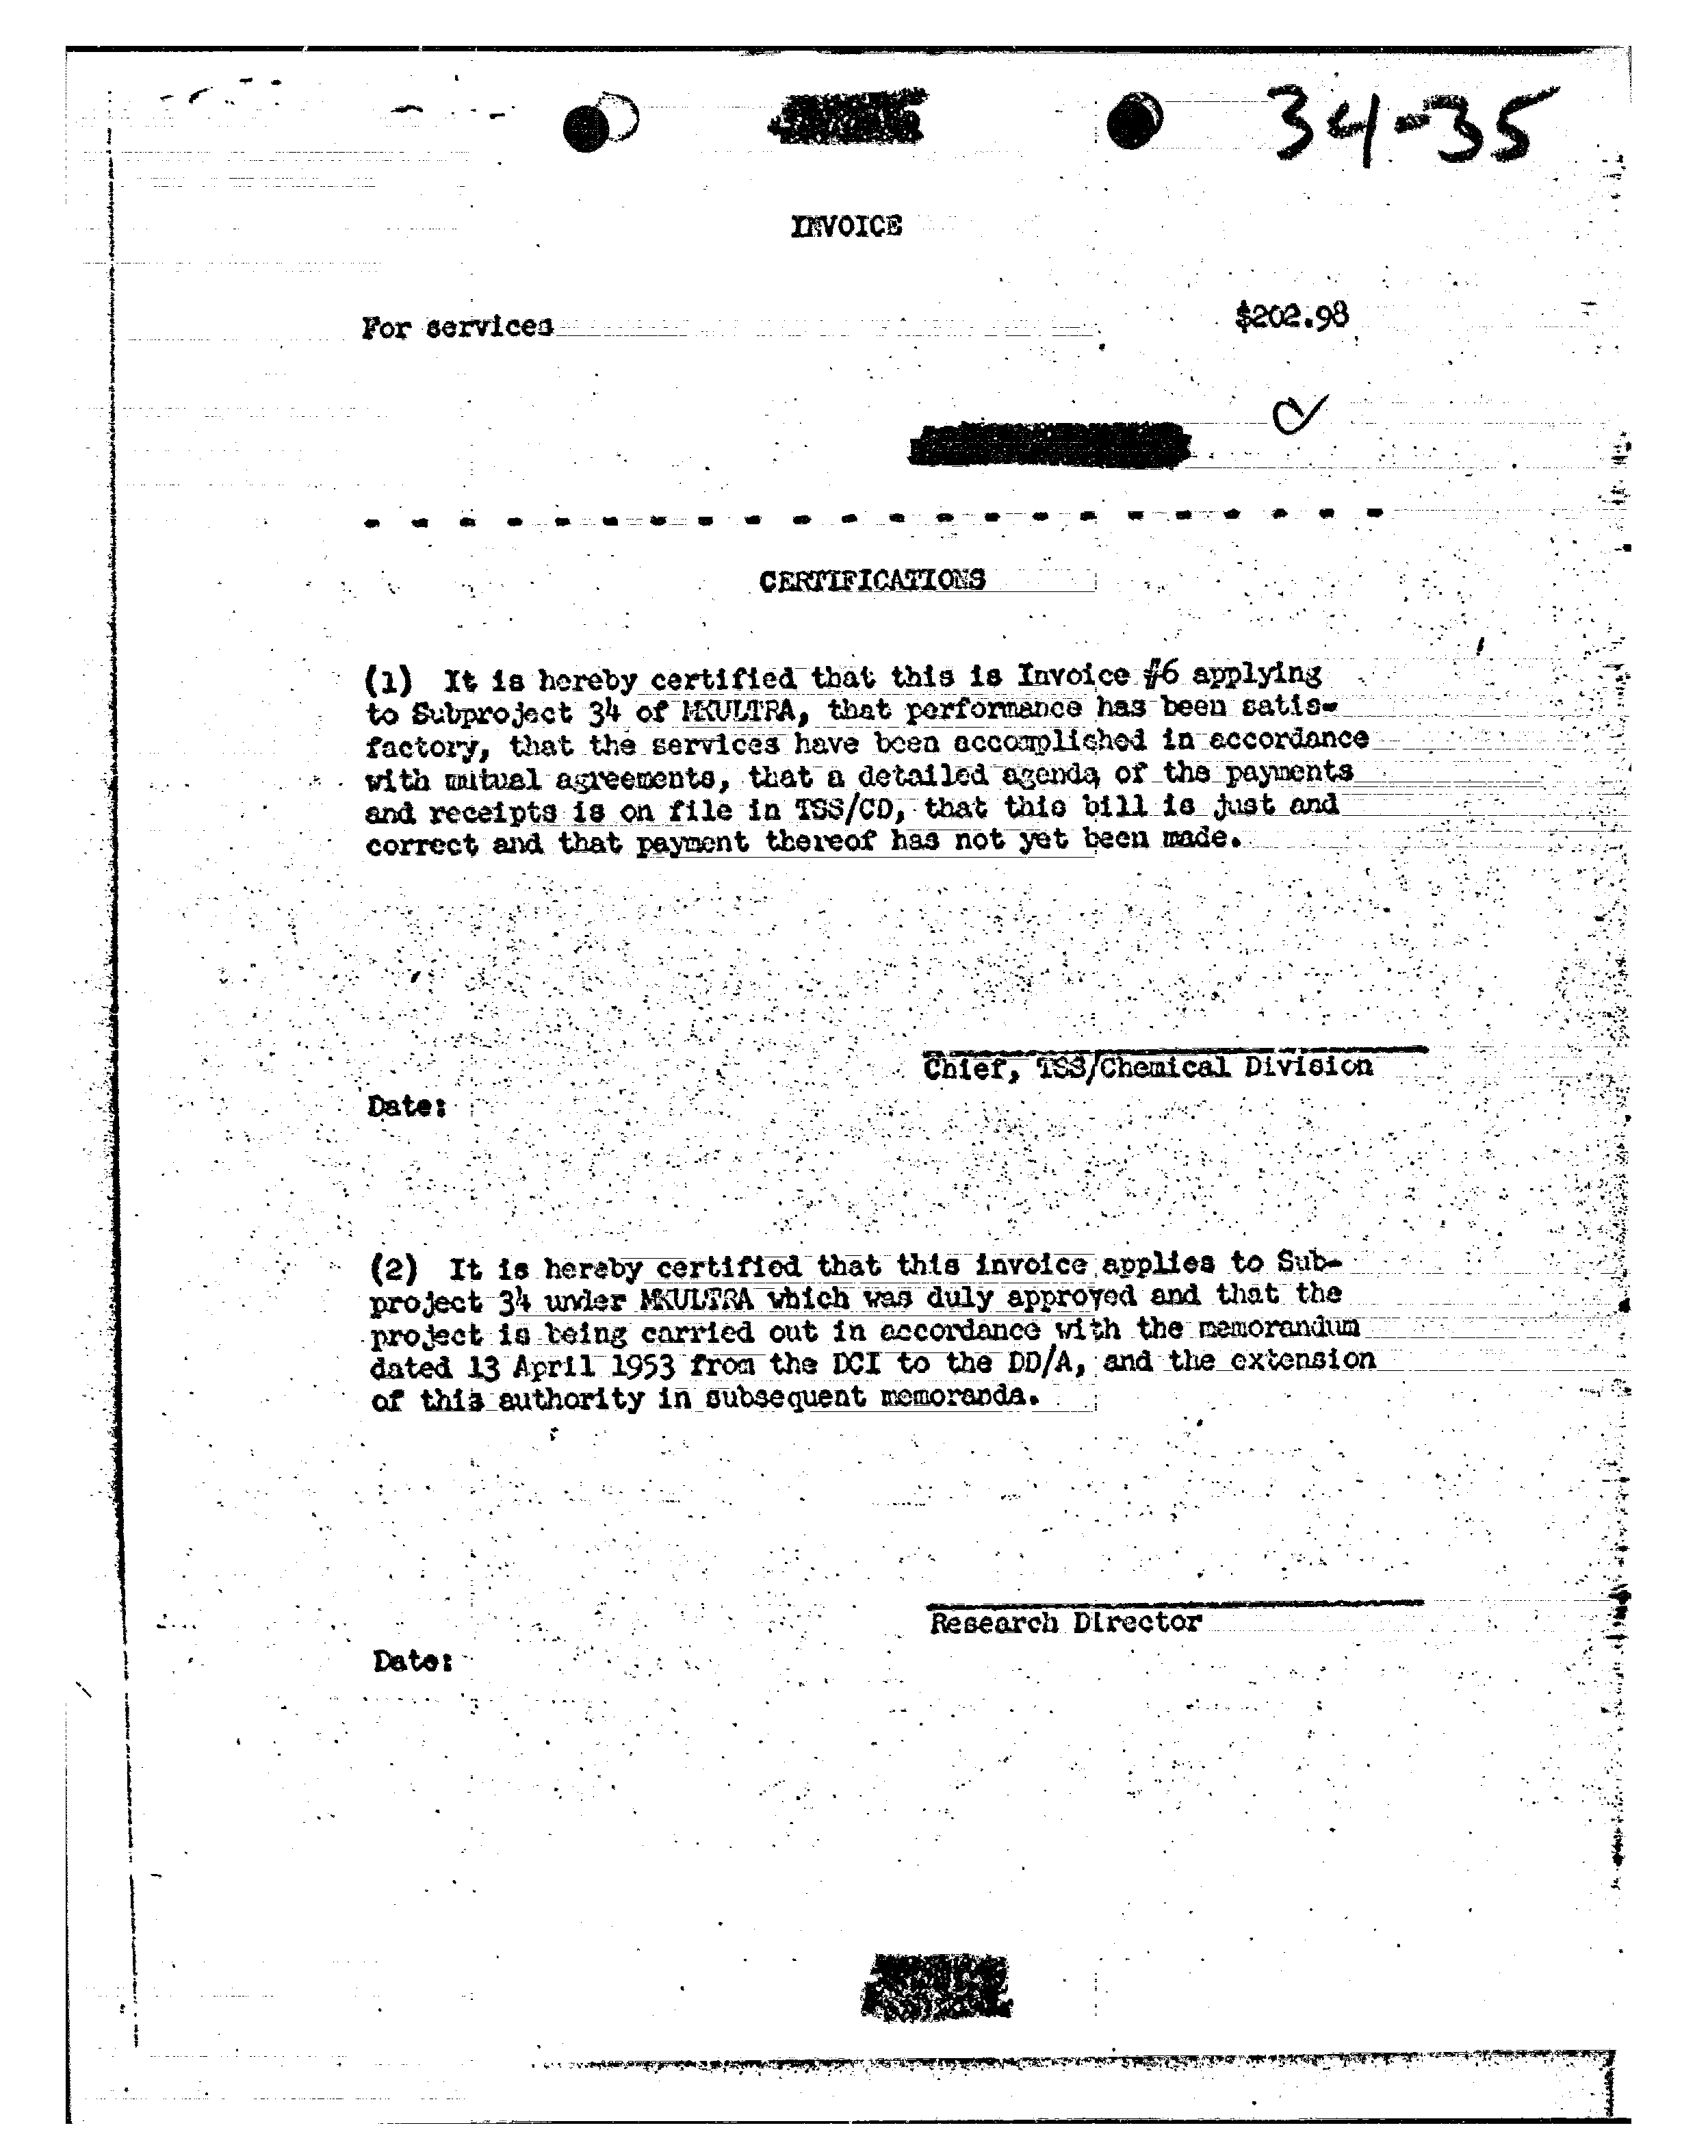 34-35
INVOICE
For services $202.98
CERTIFICATIONS
(1) It is hereby certified that this is Invoice #6 applying
to Subproject 34 of MKULTRA, that performance has been satis-
factory, that the services have been accomplished in accordance
with mutual agreements, that a detailed agenda of the payments
and receipts is on file in TSS/CD, that this bill is just and
correct and that payment thereof has not yet been made.
Chief, TSS/Chemical Division
Date:
(2) It is hereby certified that this invoice applies to Sub-
project 34 under MKULTRA which was duly approved and that the
project is being carried out in accordance with the memorandum
dated 13 April 1953 from the DCI to the DD/A, and the extension
of this authority in subsequent memoranda.
Research Director
Date: